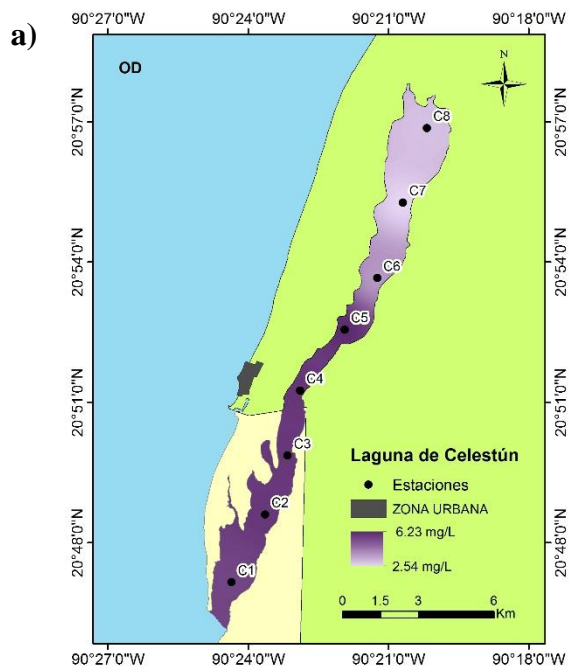 a)
90°27'0"W 90°24'0"W 90°21'0"W 90°18'0"W
OD
N
20°57'0"N
20°57'0"N
C8
C7
20°54'0"N
20°54'0"N
C6
C5
C4
20°51'0"N
20°51'0"N
C3
C2
C1
20°48'0"N
20°48'0"N
Laguna de Celestún
Estaciones
ZONA URBANA
6.23 mg/L
2.54 mg/L
0 1.5 3 6
Km
90°27'0"W 90°24'0"W 90°21'0"W 90°18'0"W